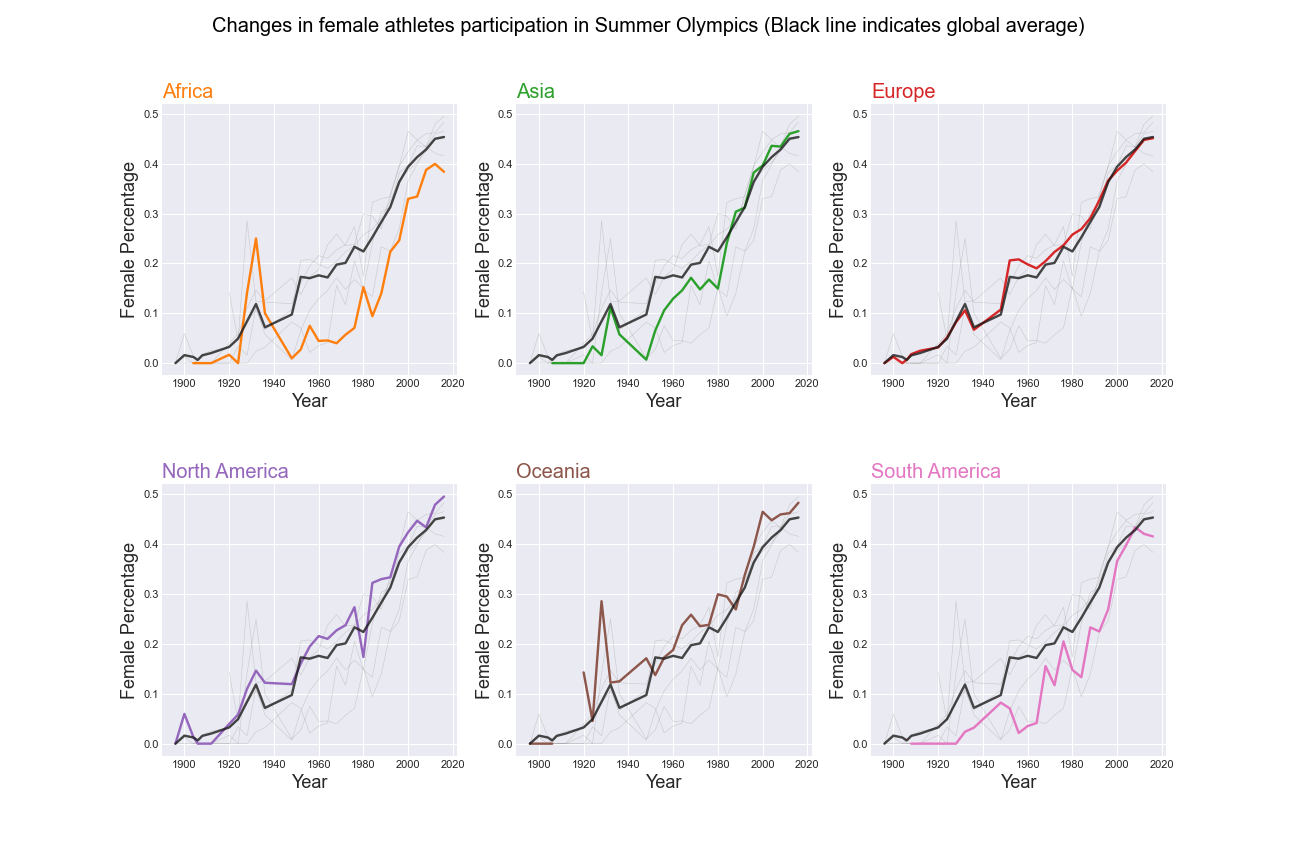 Changes in female athletes participation in Summer Olympics (Black line indicates global average)
Africa
Asia
Europe
0.5 0.5 0.5
0.4 0.4 0.4
0.3 0.3 0.3
0.2 0.2 0.2
0.1 0.1 0.1
0.0 0.0 0.0
Female Percentage
Female Percentage
Female Percentage
1900 1920 1940 1960 1980 2000 2020 1900 1920 1940 1960 1980 2000 2020 1900 1920 1940 1960 1980 2000 2020
Year Year Year
North America
Oceania
South America
0.5 0.5 0.5
0.4 0.4 0.4
0.3 0.3 0.3
0.2 0.2 0.2
0.1 0.1 0.1
0.0 0.0 0.0
Female Percentage
Female Percentage
Female Percentage
1900 1920 1940 1960 1980 2000 2020 1900 1920 1940 1960 1980 2000 2020 1900 1920 1940 1960 1980 2000 2020
Year Year Year